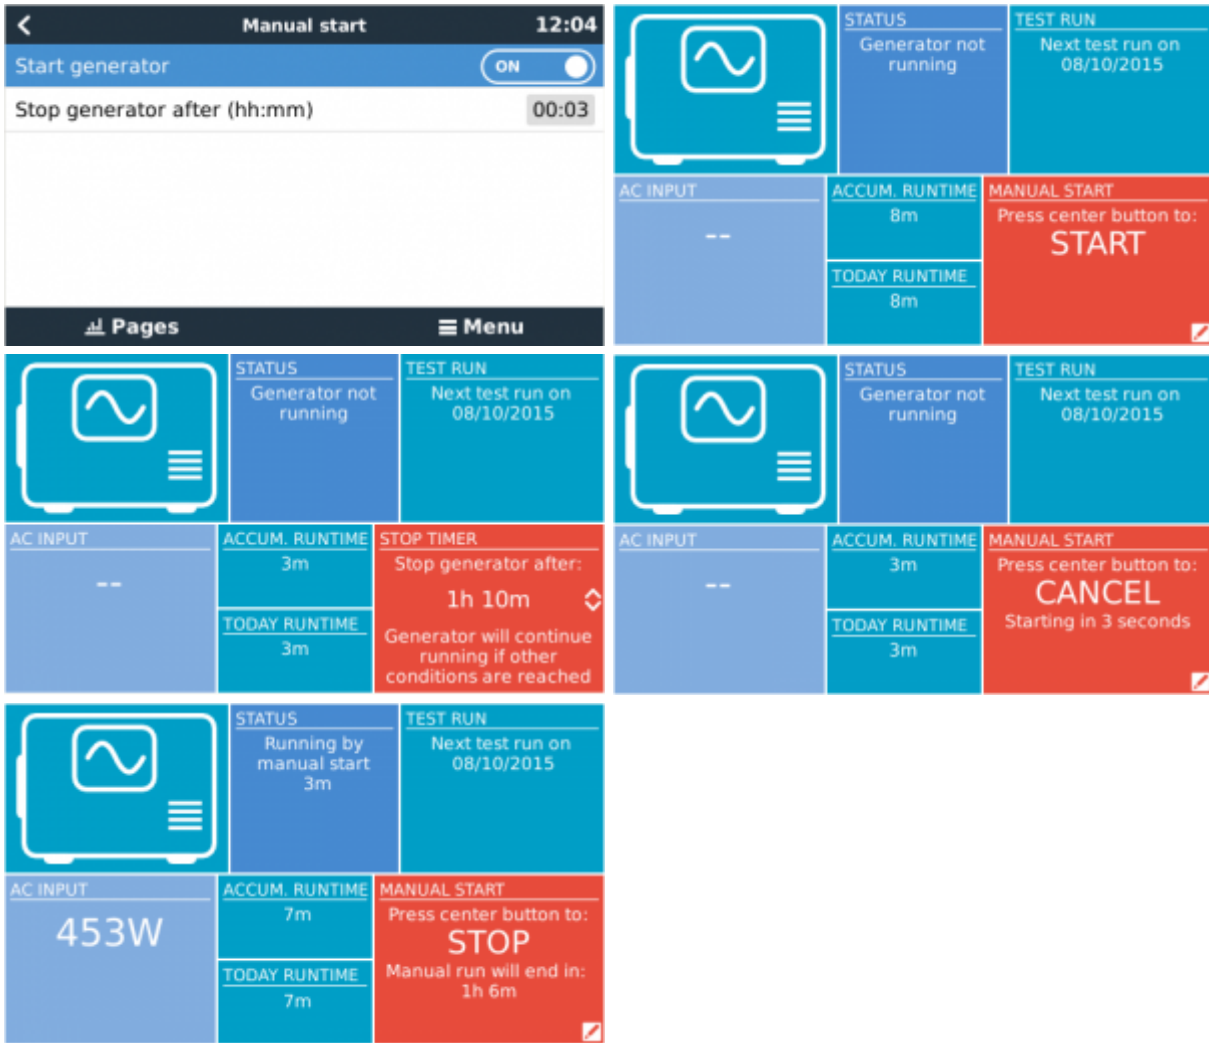 Manual start 12:04
Start generator ON
Stop generator after (hh:mm) 00:03
Pages Menu
STATUS
Generator not
running
TEST RUN
Next test run on
08/10/2015
AC INPUT
--
ACCUM. RUNTIME
8m
TODAY RUNTIME
8m
MANUAL START
Press center button to:
START
STATUS
Generator not
running
TEST RUN
Next test run on
08/10/2015
AC INPUT
--
ACCUM. RUNTIME
3m
TODAY RUNTIME
3m
STOP TIMER
Stop generator after:
1h 10m
Generator will continue
running if other
conditions are reached
STATUS
Generator not
running
TEST RUN
Next test run on
08/10/2015
AC INPUT
--
ACCUM. RUNTIME
3m
TODAY RUNTIME
3m
MANUAL START
Press center button to:
CANCEL
Starting in 3 seconds
STATUS
Running by
manual start
3m
TEST RUN
Next test run on
08/10/2015
AC INPUT
453W
ACCUM. RUNTIME
7m
TODAY RUNTIME
7m
MANUAL START
Press center button to:
STOP
Manual run will end in:
1h 6m